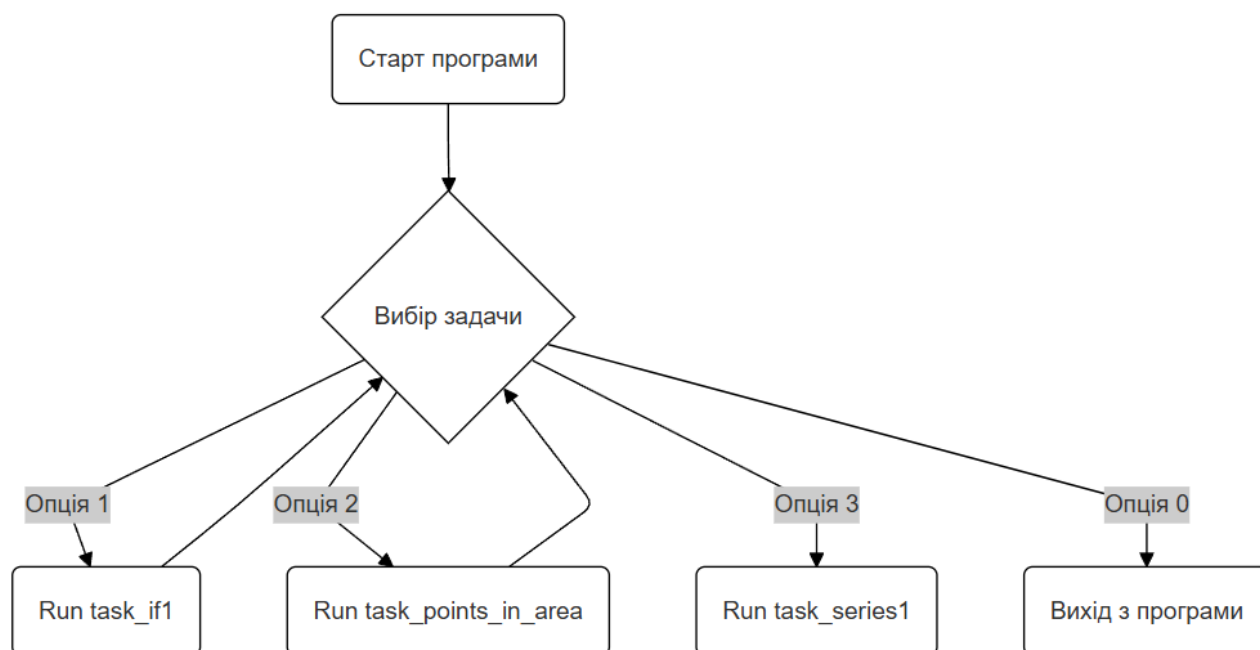 Старт програми
Вибір задачи
Опція 1
Опція 2
Опція 3
Опція 0
Run task_if1
Run task_points_in_area
Run task_series1
Вихід з програми